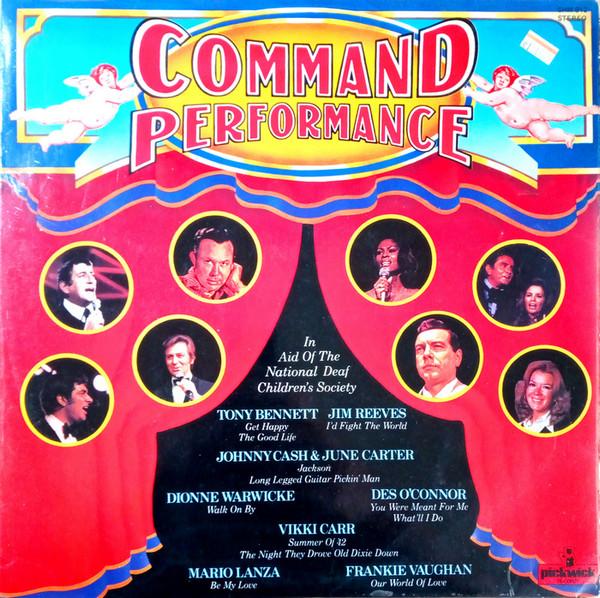 STEREO
COMMAND
PERFORMANCE
In
Aid Of The
National Deaf
Children's Society
TONY BENNETT JIM REEVES
Get Happy I'd Fight The World
The Good Life
JOHNNY CASH & JUNE CARTER
Jackson
Long Legged Guitar Pickin' Man
DIONNE WARWICKE DES O'CONNOR
Walk On By You Were Meant For Me
What'll I Do
VIKKI CARR
Summer Of 42
The Night They Drove Old Dixie Down
MARIO LANZA FRANKIE VAUGHAN
Be My Love Our World Of Love
pickwick